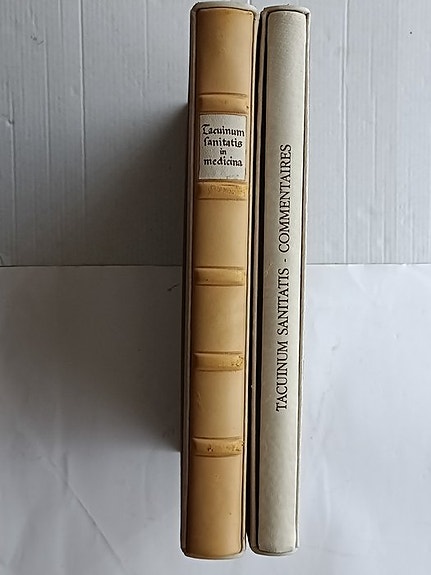 Tacuinum
sanitatis
in
medicina
TACUINUM SANITATIS - COMMENTAIRES